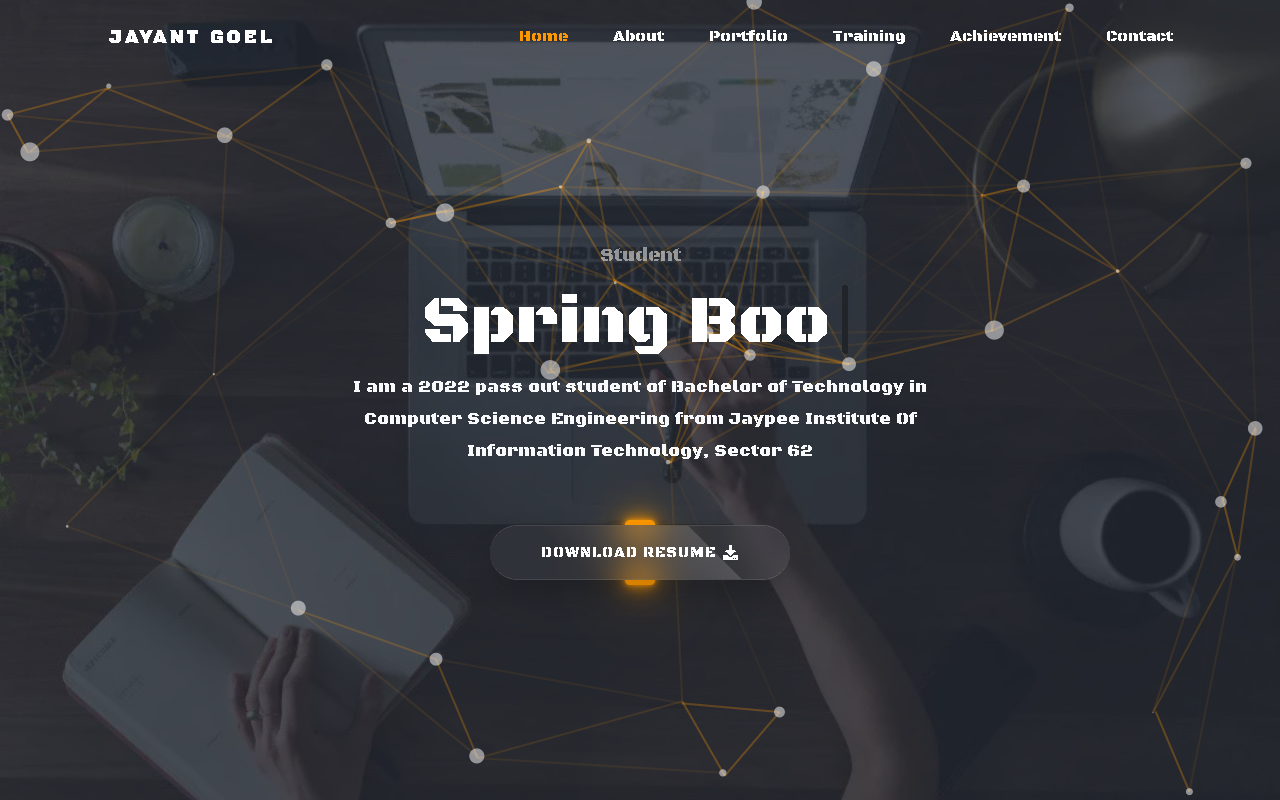 JAYANT GOEL
Home About Portfolio Training Achievement Contact
Student
Spring Boo
I am a 2022 pass out student of Bachelor of Technology in
Computer Science Engineering from Jaypee Institute Of
Information Technology, Sector 62
DOWNLOAD RESUME